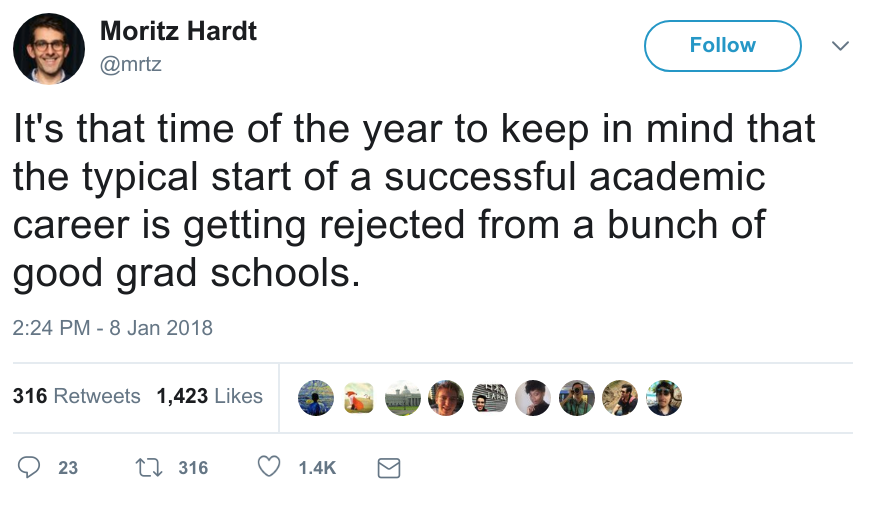 Moritz Hardt
@mrtz
Follow
It's that time of the year to keep in mind that
the typical start of a successful academic
career is getting rejected from a bunch of
good grad schools.
2:24 PM - 8 Jan 2018
316 Retweets 1,423 Likes
23 316 1.4K